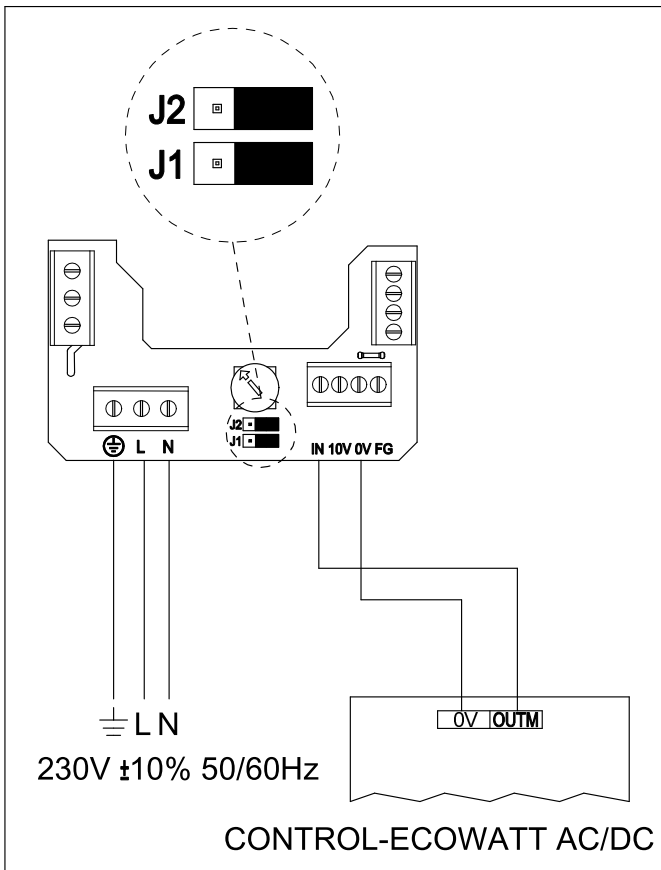 J2
J1
J2
J1
L N
IN 10V 0V FG
L N
230V ±10% 50/60Hz
0V OUTM
CONTROL-ECOWATT AC/DC